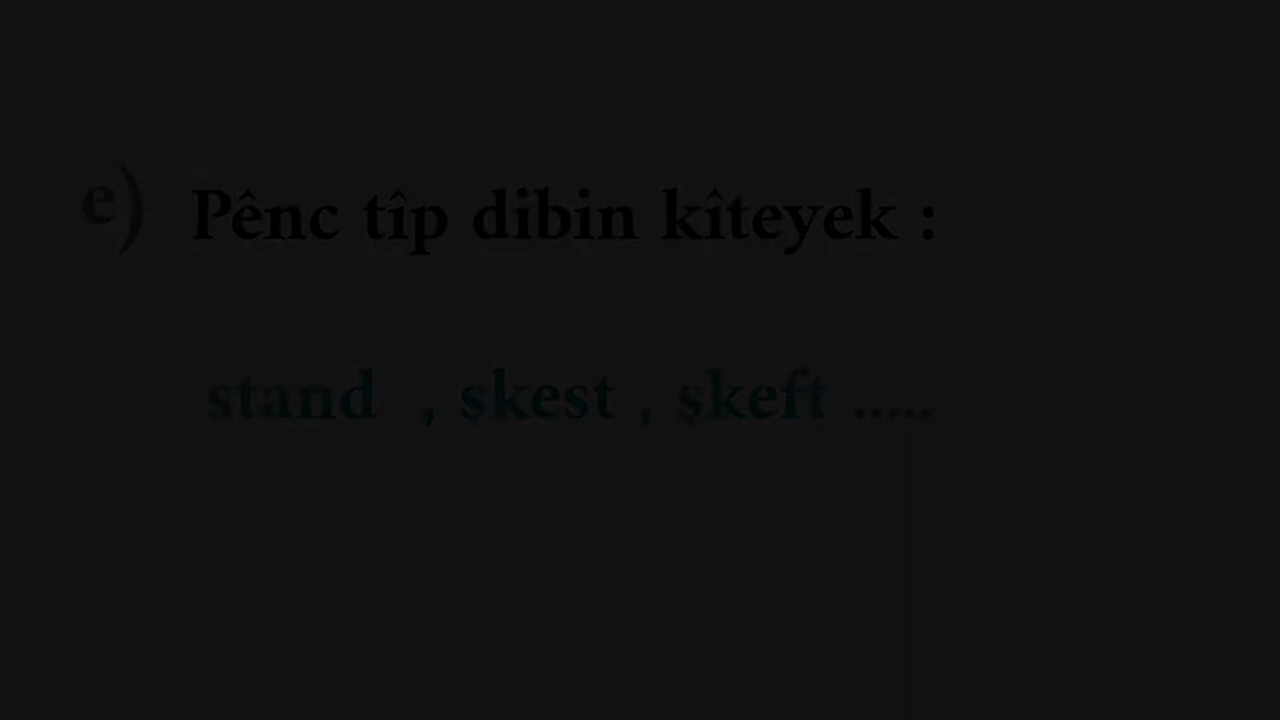 e) Pênc tîp dibin kîteyek :
stand , şkest , şkeft .....